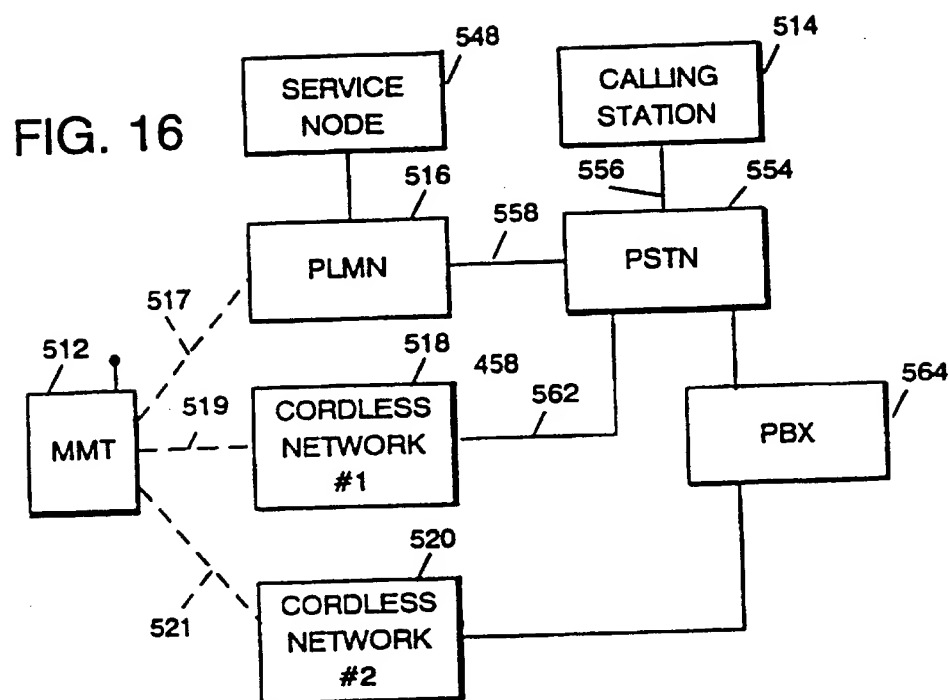 FIG. 16
548
SERVICE
NODE
514
CALLING
STATION
516
PLMN
558
556
554
PSTN
517
512
MMT
519
518
CORDLESS
NETWORK
#1
458
562
564
PBX
521
520
CORDLESS
NETWORK
#2